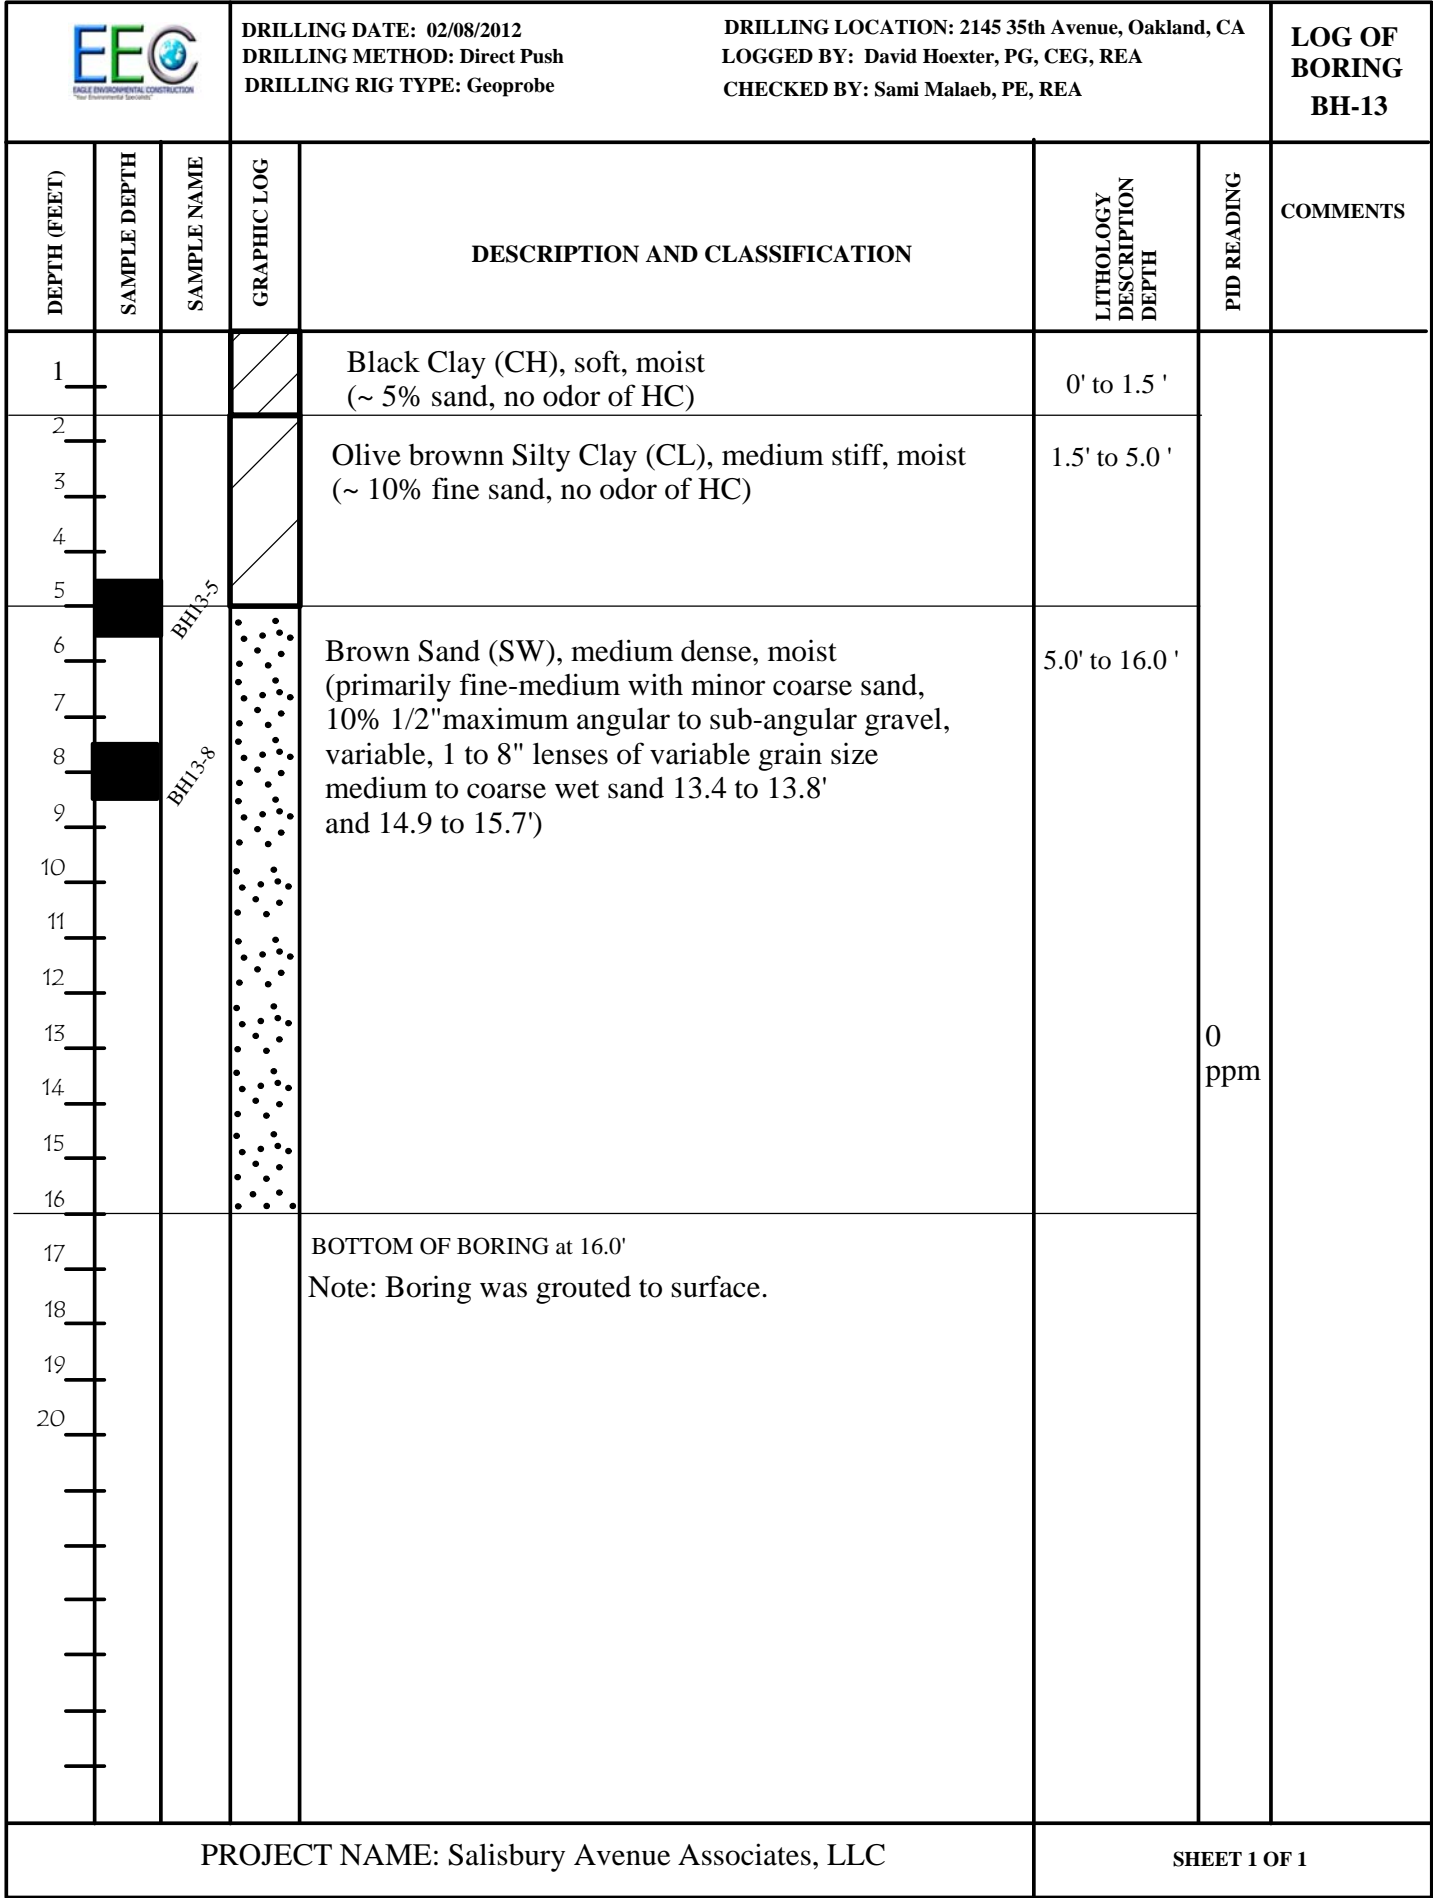 EEC
EAGLE ENVIRONMENTAL CONSTRUCTION
"Your Environmental Specialists"
DRILLING DATE: 02/08/2012
DRILLING METHOD: Direct Push
DRILLING RIG TYPE: Geoprobe
DRILLING LOCATION: 2145 35th Avenue, Oakland, CA
LOGGED BY: David Hoexter, PG, CEG, REA
CHECKED BY: Sami Malaeb, PE, REA
LOG OF
BORING
BH-13
DEPTH (FEET)
SAMPLE DEPTH
SAMPLE NAME
GRAPHIC LOG
DESCRIPTION AND CLASSIFICATION
LITHOLOGY
DESCRIPTION
DEPTH
PID READING
COMMENTS
1
Black Clay (CH), soft, moist
(~ 5% sand, no odor of HC)
0' to 1.5 '
2
3
4
5
Olive brownn Silty Clay (CL), medium stiff, moist
(~ 10% fine sand, no odor of HC)
1.5' to 5.0 '
BH13-5
6
7
8
9
10
11
12
13
14
15
16
BH13-8
Brown Sand (SW), medium dense, moist
(primarily fine-medium with minor coarse sand,
10% 1/2"maximum angular to sub-angular gravel,
variable, 1 to 8" lenses of variable grain size
medium to coarse wet sand 13.4 to 13.8'
and 14.9 to 15.7')
5.0' to 16.0 '
0
ppm
17
18
19
20
BOTTOM OF BORING at 16.0'
Note: Boring was grouted to surface.
PROJECT NAME: Salisbury Avenue Associates, LLC
SHEET 1 OF 1